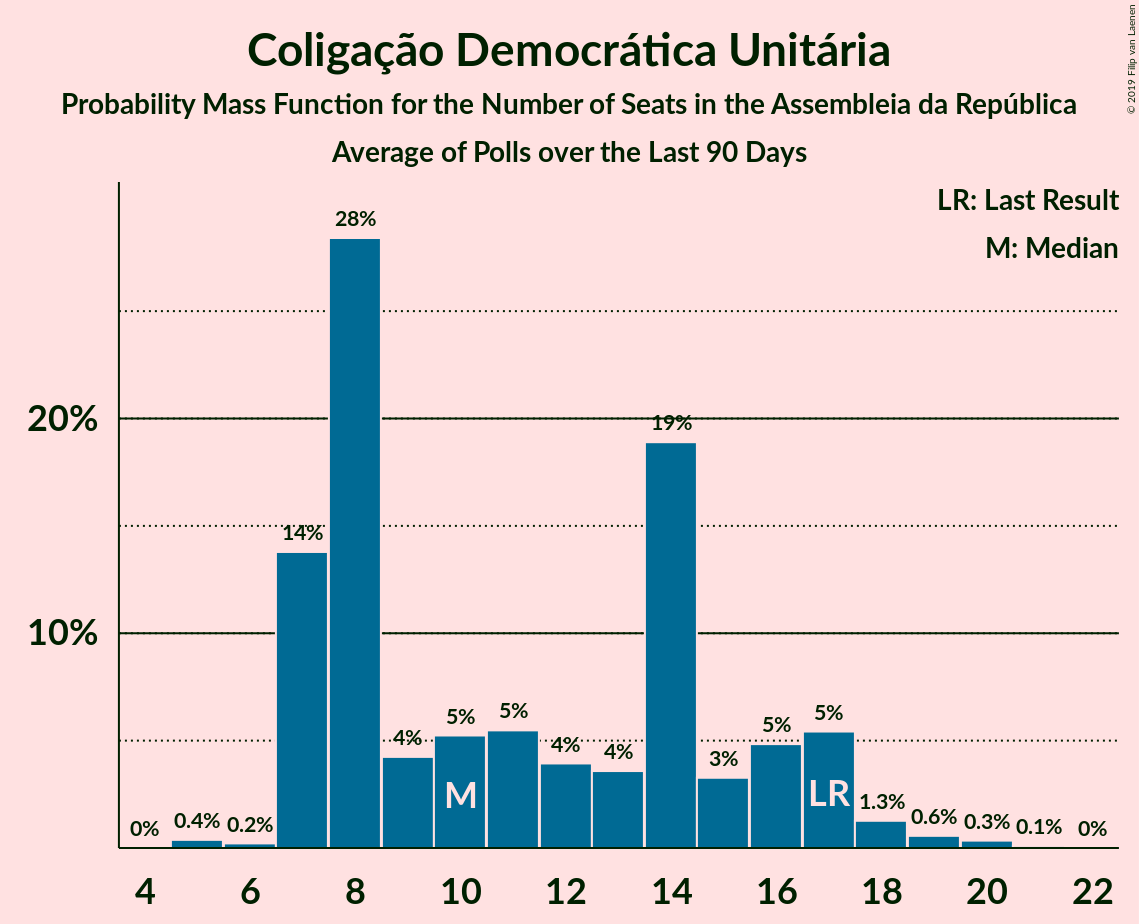 Coligação Democrática Unitária
Probability Mass Function for the Number of Seats in the Assembleia da República
Average of Polls over the Last 90 Days
© 2019 Filip van Laenen
LR: Last Result
M: Median
20%
10%
0%
0.4%
0.2%
14%
28%
4%
5%
5%
4%
4%
19%
3%
5%
5%
1.3%
0.6%
0.3%
0.1%
0%
M
LR
4 6 8 10 12 14 16 18 20 22